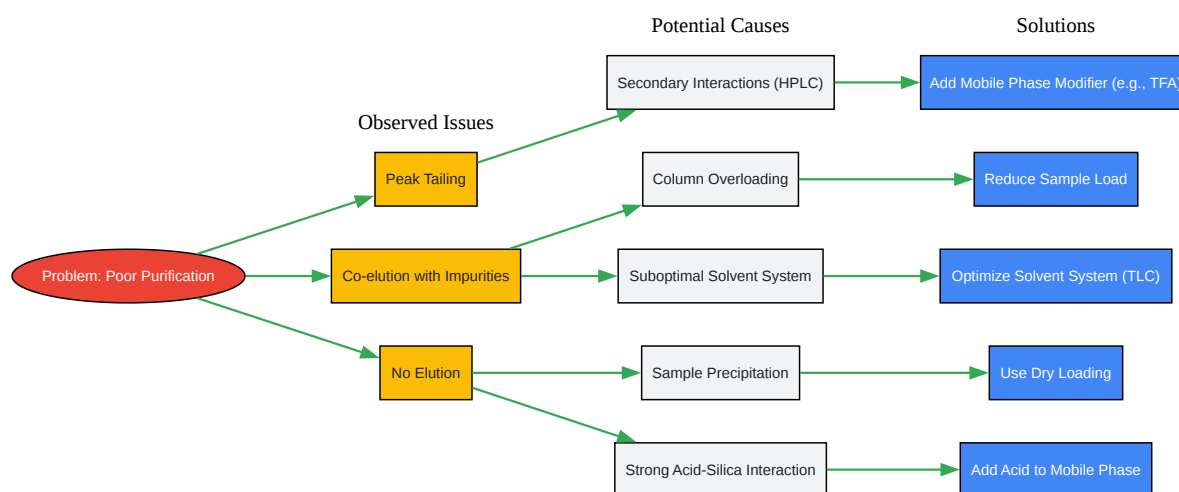 Potential Causes
Solutions
Secondary Interactions (HPLC)
Add Mobile Phase Modifier (e.g., TFA)
Observed Issues
Peak Tailing
Column Overloading
Reduce Sample Load
Problem: Poor Purification
Co-elution with Impurities
Suboptimal Solvent System
Optimize Solvent System (TLC)
No Elution
Sample Precipitation
Use Dry Loading
Strong Acid-Silica Interaction
Add Acid to Mobile Phase